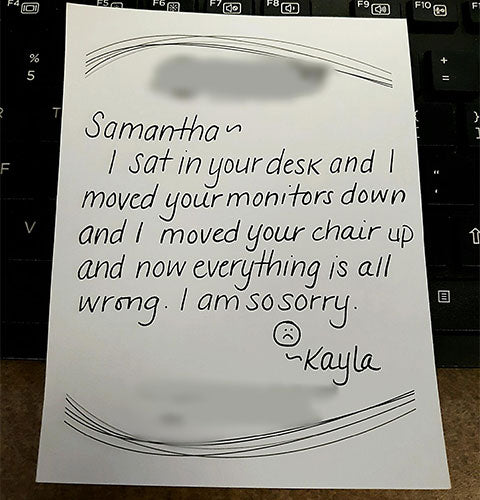 F4
F5
F6
F7
F8
F9
F10
%
5
+
=
Samantha~
I sat in your desk and I
moved your monitors down
and I moved your chair up
and now everything is all
wrong. I am so sorry.
~Kayla
F
V